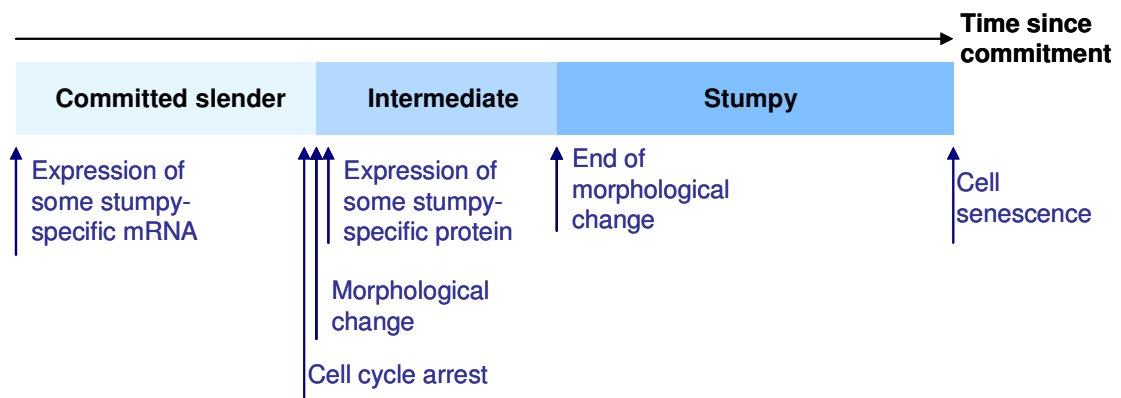 Time since
commitment
Committed slender
Intermediate
Stumpy
Expression of
some stumpy-
specific mRNA
Expression of
some stumpy-
specific protein
End of
morphological
change
Cell
senescence
Morphological
change
Cell cycle arrest